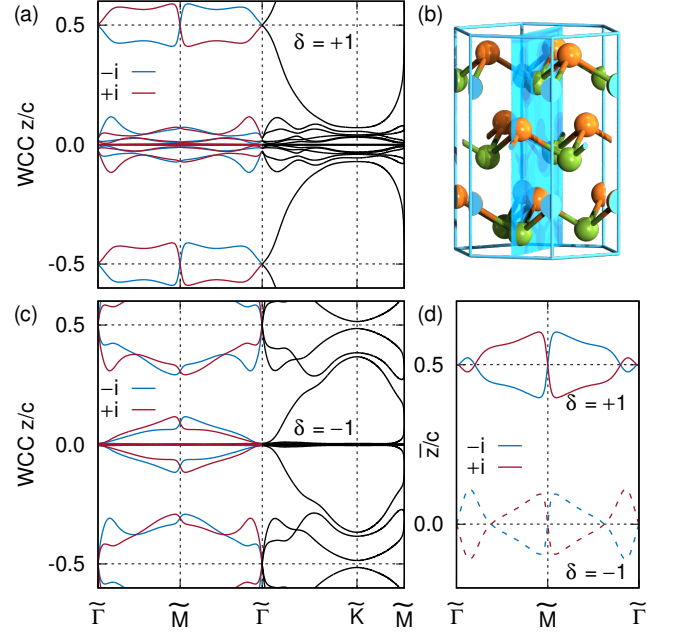 (a)
0.5
δ = +1
−i
+i
WCC z/c
0.0
-0.5
(b)
(c)
0.5
−i
+i
WCC z/c
δ = −1
0.0
-0.5
Γ̃ M̃ Γ̃ K̃ M̃
(d)
0.5
δ = +1
z̄/c
−i
+i
0.0
δ = −1
Γ̃ M̃ Γ̃